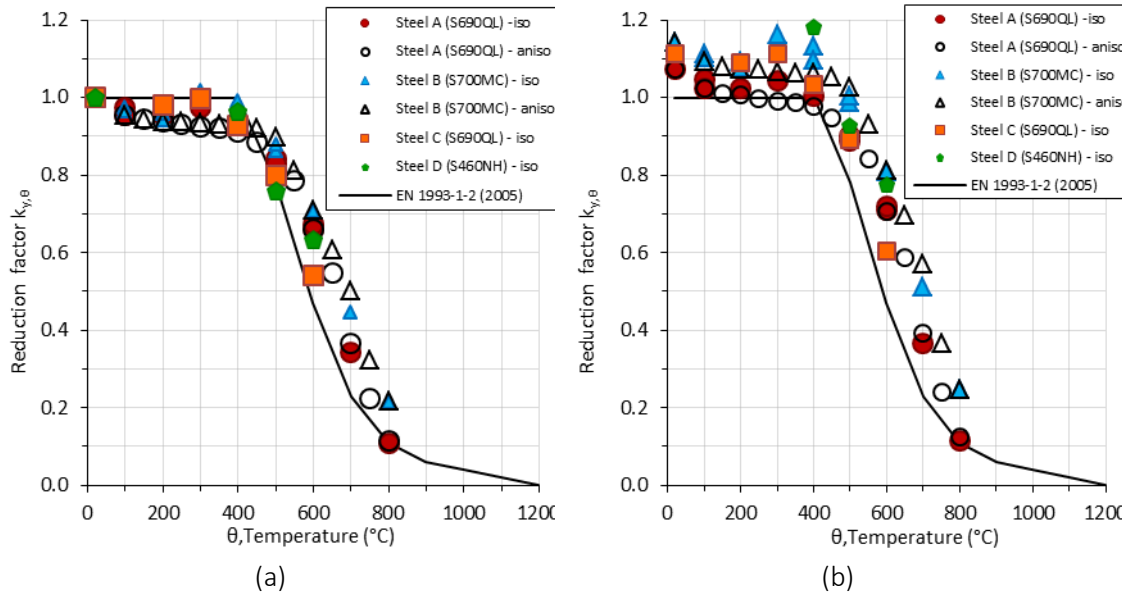 1.2
1.0
0.8
0.6
0.4
0.2
0.0
Reduction factor k_y,θ
0 200 400 600 800 1000 1200
θ,Temperature (°C)
Steel A (S690QL) -iso
Steel A (S690QL) - aniso
Steel B (S700MC) - iso
Steel B (S700MC) - aniso
Steel C (S690QL) - iso
Steel D (S460NH) - iso
EN 1993-1-2 (2005)
(a)
1.2
1.0
0.8
0.6
0.4
0.2
0.0
Reduction factor k_y,θ
0 200 400 600 800 1000 1200
θ,Temperature (°C)
Steel A (S690QL) -iso
Steel A (S690QL) - aniso
Steel B (S700MC) - iso
Steel B (S700MC) - aniso
Steel C (S690QL) - iso
Steel D (S460NH) - iso
EN 1993-1-2 (2005)
(b)